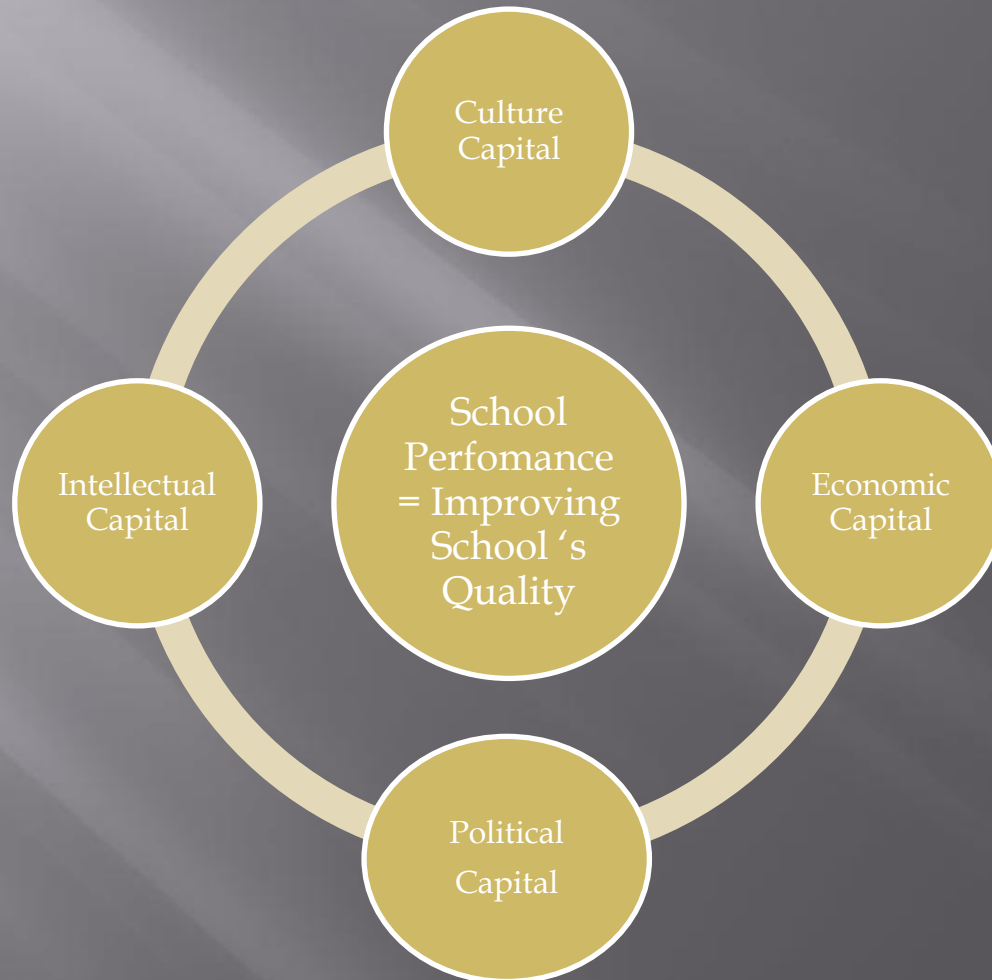 Culture
Capital
School
Perfomance
= Improving
School ‘s
Quality
Intellectual
Capital
Economic
Capital
Political
Capital